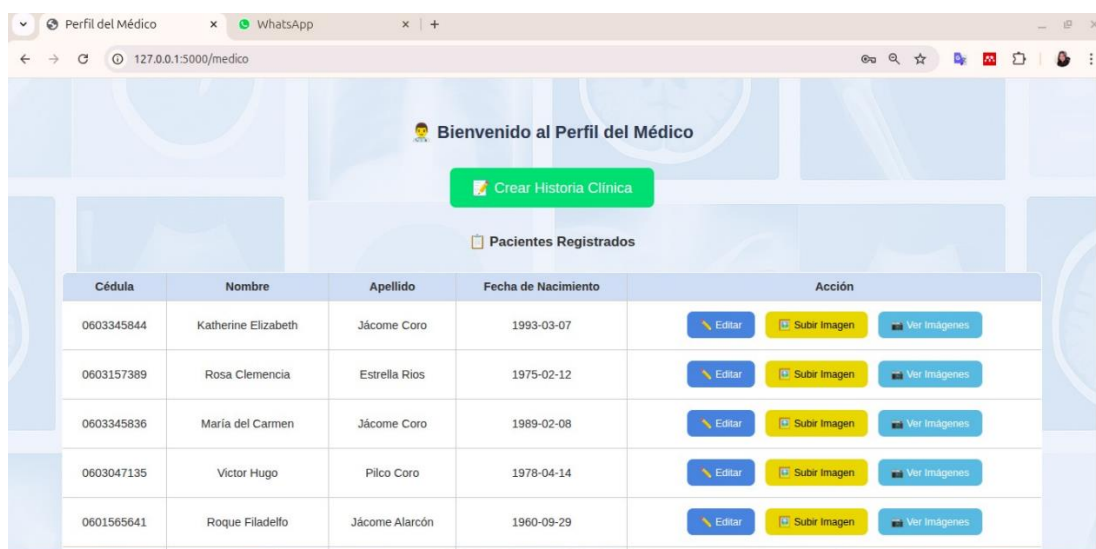 Perfil del Médico
WhatsApp
127.0.0.1:5000/medico
Bienvenido al Perfil del Médico
Crear Historia Clínica
Pacientes Registrados
Cédula Nombre Apellido Fecha de Nacimiento Acción
0603345844 Katherine Elizabeth Jácome Coro 1993-03-07 Editar Subir Imagen Ver Imágenes
0603157389 Rosa Clemencia Estrella Rios 1975-02-12 Editar Subir Imagen Ver Imágenes
0603345836 María del Carmen Jácome Coro 1989-02-08 Editar Subir Imagen Ver Imágenes
0603047135 Victor Hugo Pilco Coro 1978-04-14 Editar Subir Imagen Ver Imágenes
0601565641 Roque Filadelfo Jácome Alarcón 1960-09-29 Editar Subir Imagen Ver Imágenes